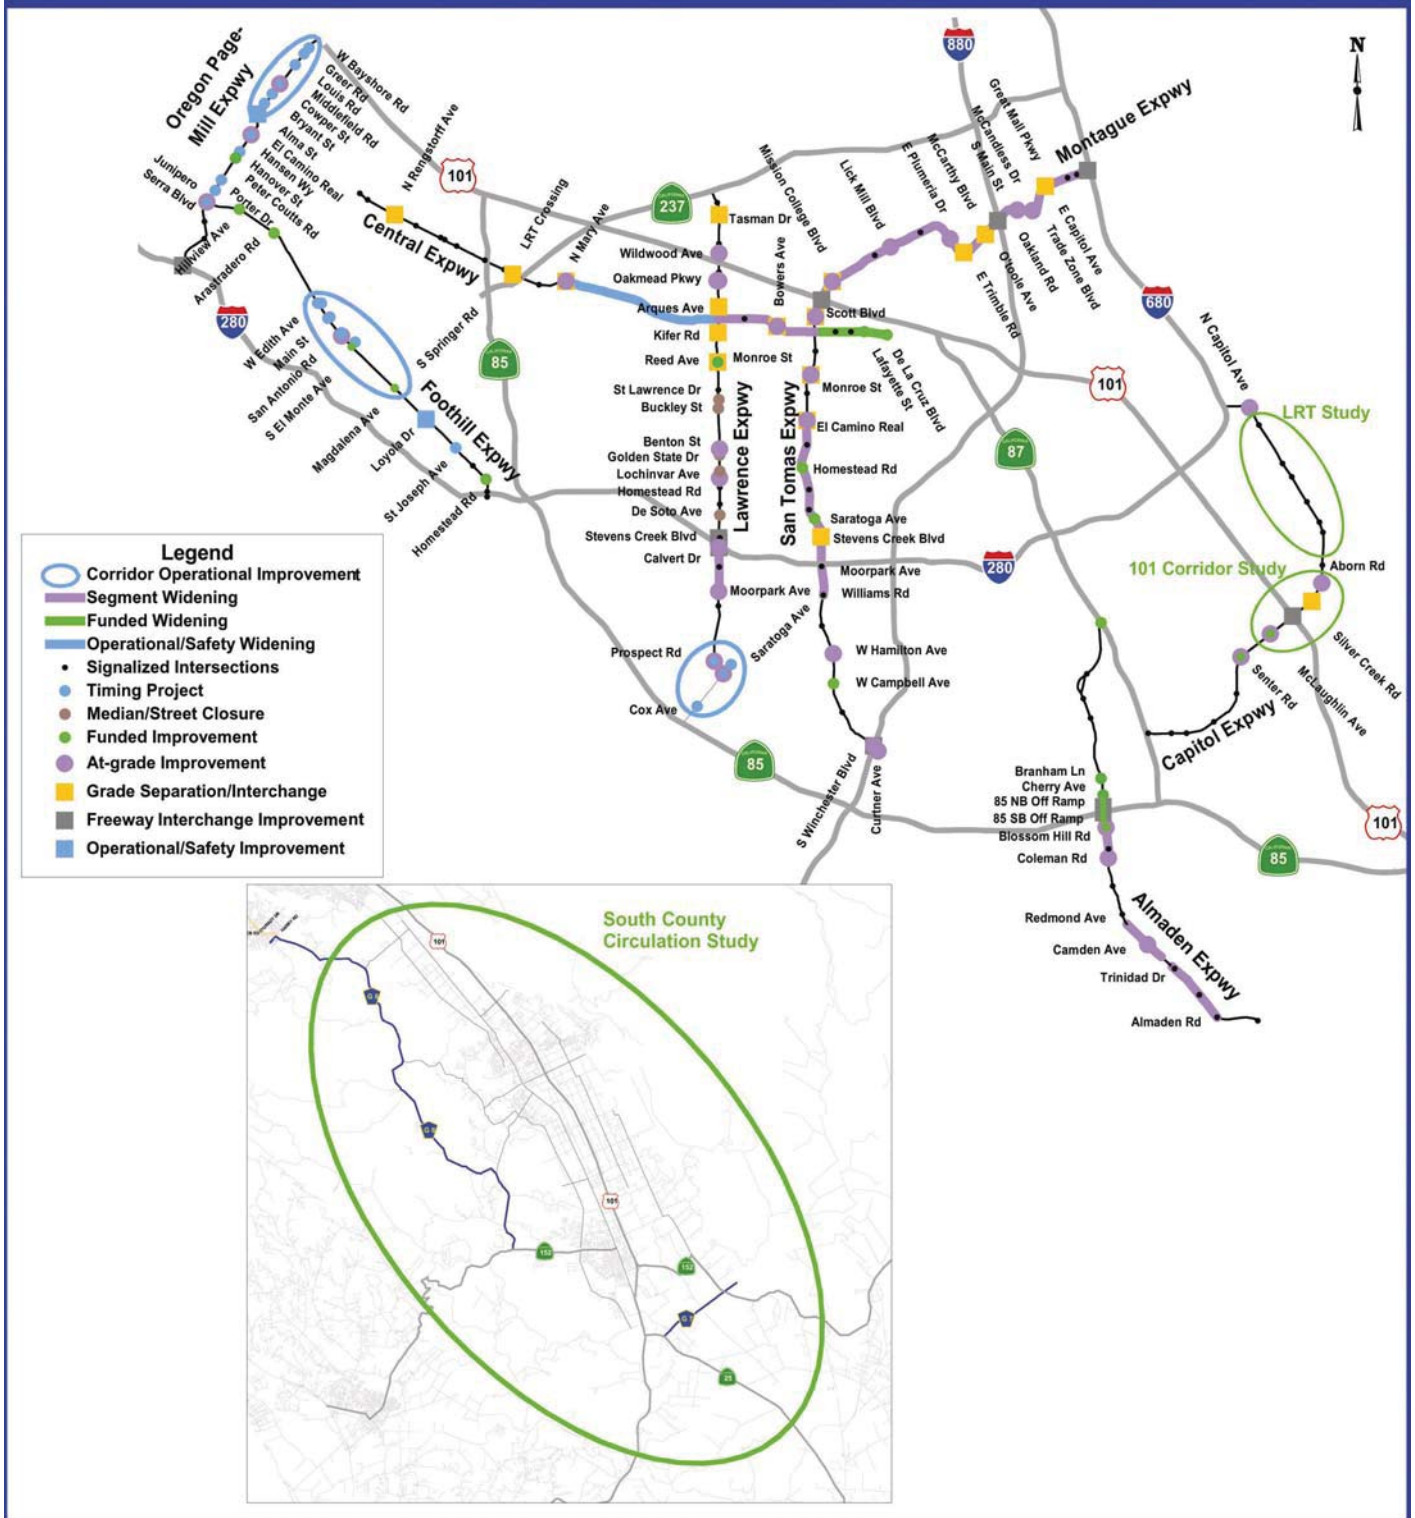 Oregon Page-
Mill Expwy
W Bayshore Rd
Greer Rd
Louis Rd
Middlefield Rd
Cowper St
Bryant St
Alma St
El Camino Real
Hansen Wy
Hanover St
Peter Coutts Rd
Porter Dr
Junipero
Serra Blvd
Hillview Ave
Arastradero Rd
280
N Rengstorff Ave
101
Central Expwy
LRT Crossing
N Mary Ave
CALIFORNIA
237
S Springer Rd
CALIFORNIA
85
W Edith Ave
Main St
San Antonio Rd
S El Monte Ave
Magdalena Ave
Loyola Dr
St Joseph Ave
Homestead Rd
Foothill Expwy
Tasman Dr
Wildwood Ave
Oakmead Pkwy
Arques Ave
Kifer Rd
Reed Ave
Monroe St
St Lawrence Dr
Buckley St
Benton St
Golden State Dr
Lochinvar Ave
Homestead Rd
De Soto Ave
Stevens Creek Blvd
Calvert Dr
Moorpark Ave
Prospect Rd
Saratoga Ave
Cox Ave
Lawrence Expwy
Bowers Ave
Mission College Blvd
Scott Blvd
Lafayette St
De La Cruz Blvd
San Tomas Expwy
Monroe St
El Camino Real
Homestead Rd
Saratoga Ave
Stevens Creek Blvd
Moorpark Ave
Williams Rd
W Hamilton Ave
W Campbell Ave
S Winchester Blvd
Curtner Ave
CALIFORNIA
85
Lick Mill Blvd
E Plumeria Dr
McCarthy Blvd
S Main St
McCandless Dr
Great Mall Pkwy
880
Montague Expwy
N
E Capitol Ave
Trade Zone Blvd
Oakland Rd
O'toole Ave
E Trimble Rd
680
101
CALIFORNIA
87
280
N Capitol Ave
LRT Study
101 Corridor Study
Aborn Rd
Silver Creek Rd
McLaughlin Ave
Senter Rd
Capitol Expwy
101
CALIFORNIA
85
Branham Ln
Cherry Ave
85 NB Off Ramp
85 SB Off Ramp
Blossom Hill Rd
Coleman Rd
Redmond Ave
Camden Ave
Trinidad Dr
Almaden Rd
Almaden Expwy
Legend
Corridor Operational Improvement
Segment Widening
Funded Widening
Operational/Safety Widening
Signalized Intersections
Timing Project
Median/Street Closure
Funded Improvement
At-grade Improvement
Grade Separation/Interchange
Freeway Interchange Improvement
Operational/Safety Improvement
South County
Circulation Study
101
G 8
G 8
101
152
152
25